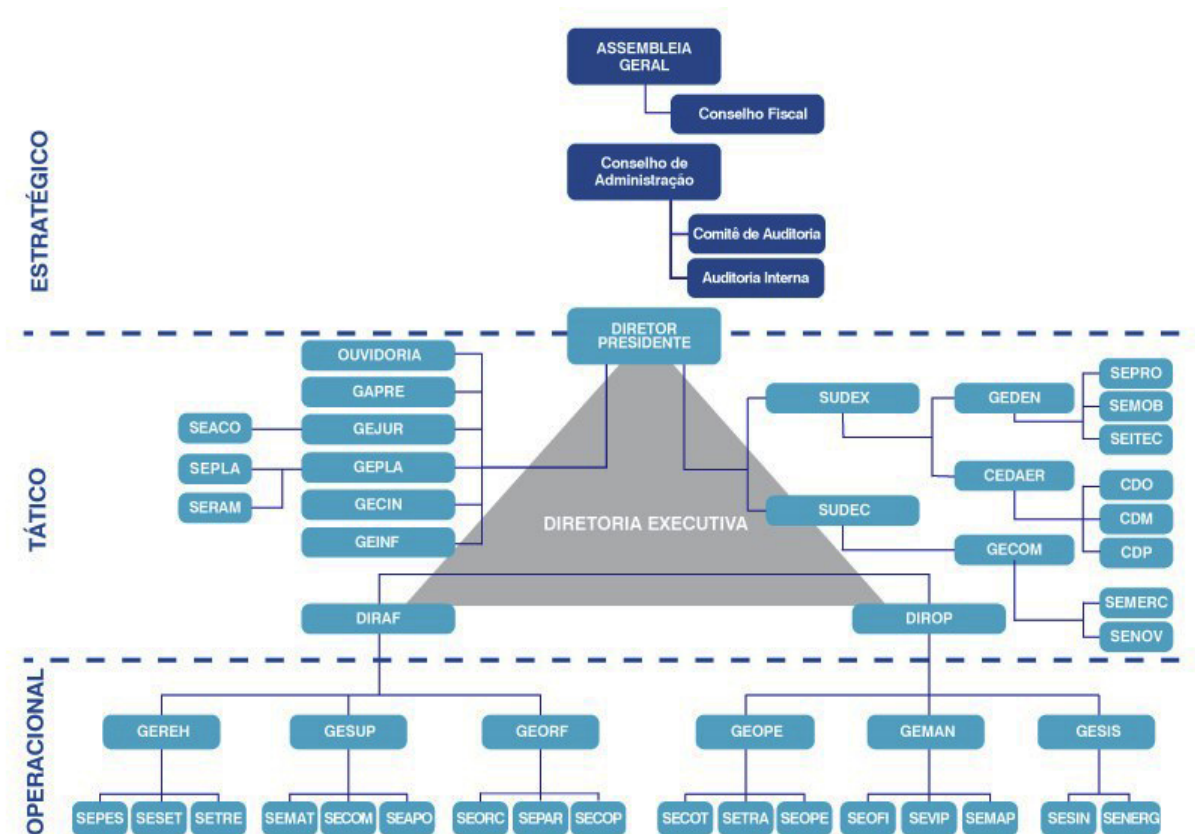 ESTRATÉGICO
ASSEMBLEIA
GERAL
Conselho Fiscal
Conselho de
Administração
Comitê de Auditoria
Auditoria Interna
TÁTICO
DIRETOR
PRESIDENTE
OUVIDORIA
GAPRE
SEACO
GEJUR
SEPLA
GEPLA
SERAM
GECIN
GEINF
DIRETORIA EXECUTIVA
SUDEX
GEDEN
SEPRO
SEMOB
SEITEC
CEDAER
CDO
CDM
CDP
SUDEC
GECOM
SEMERC
SENOV
DIRAF
DIROP
OPERACIONAL
GEREH
GESUP
GEORF
GEOPE
GEMAN
GESIS
SEPES
SESET
SETRE
SEMAT
SECOM
SEAPO
SEORC
SEPAR
SECOP
SECOT
SETRA
SEOPE
SEOFI
SEVIP
SEMAP
SESIN
SENERG